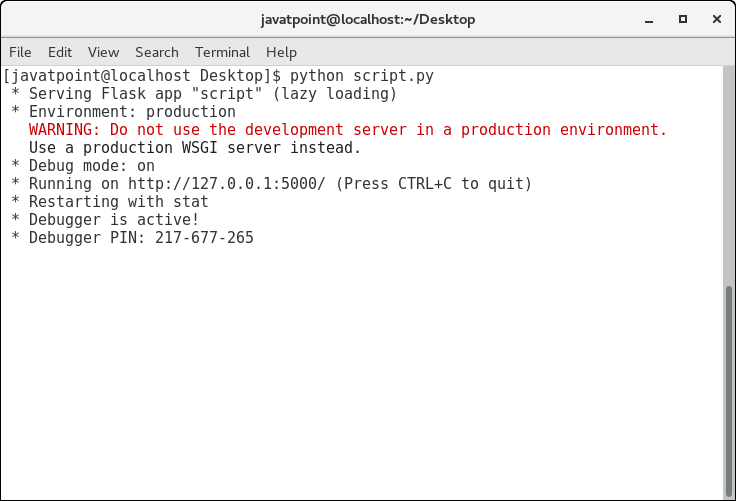 javatpoint@localhost:~/Desktop
File Edit View Search Terminal Help
[javatpoint@localhost Desktop]$ python script.py
 * Serving Flask app "script" (lazy loading)
 * Environment: production
   WARNING: Do not use the development server in a production environment.
   Use a production WSGI server instead.
 * Debug mode: on
 * Running on http://127.0.0.1:5000/ (Press CTRL+C to quit)
 * Restarting with stat
 * Debugger is active!
 * Debugger PIN: 217-677-265